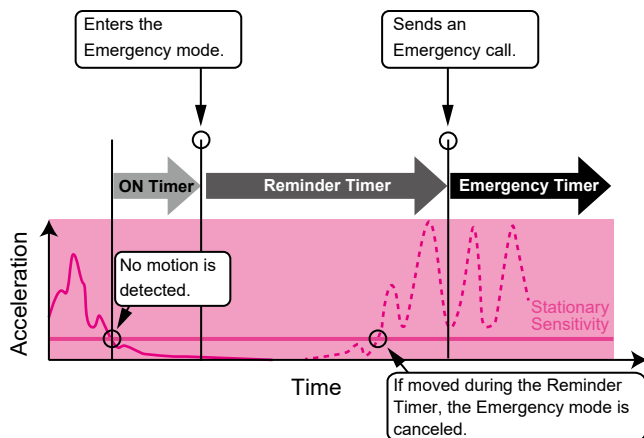 Enters the
Emergency mode.
Sends an
Emergency call.
ON Timer
Reminder Timer
Emergency Timer
No motion is
detected.
Acceleration
Stationary
Sensitivity
Time
If moved during the Reminder
Timer, the Emergency mode is
canceled.